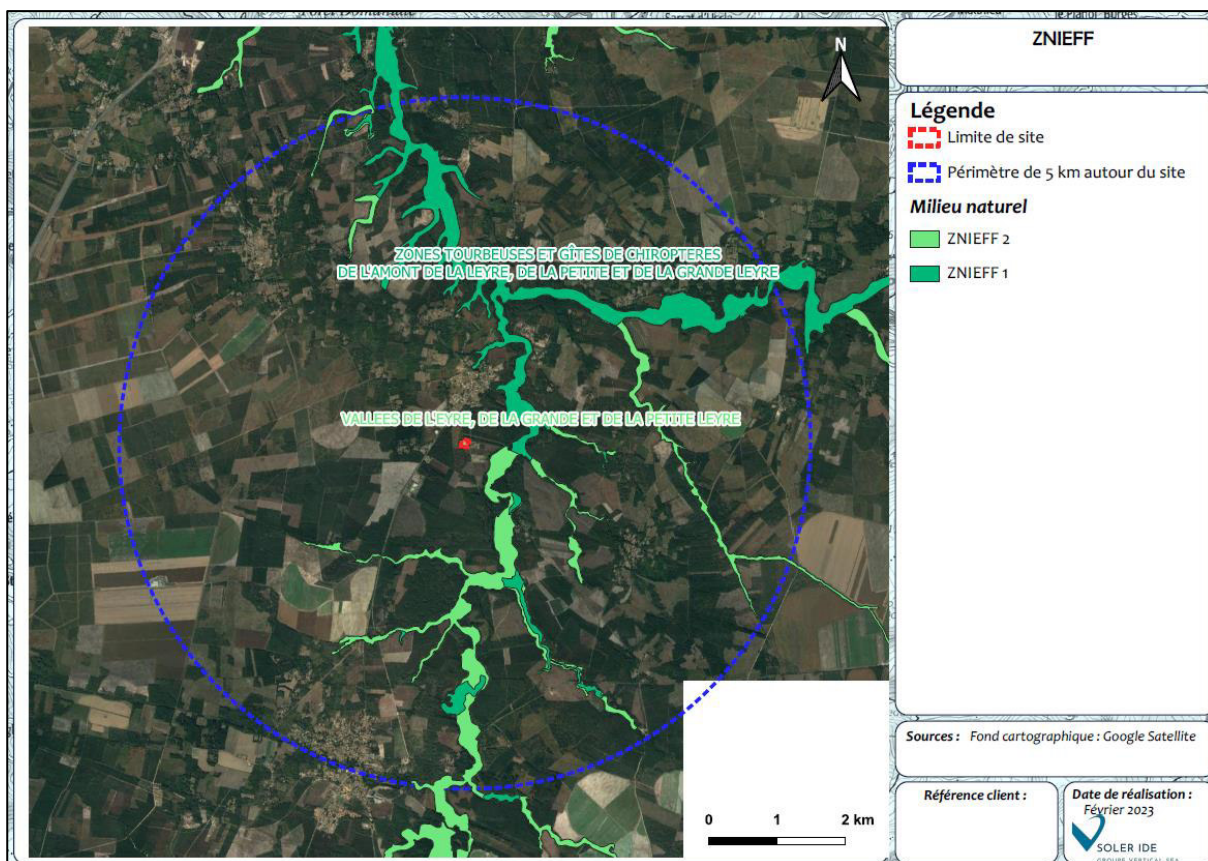 ZNIEFF
N
Légende
Limite de site
Périmètre de 5 km autour du site
Milieu naturel
ZNIEFF 2
ZNIEFF 1
ZONES TOURBEUSES ET GÎTES DE CHIROPTERES
DE L'AMONT DE LA LEYRE, DE LA PETITE ET DE LA GRANDE LEYRE
VALLEES DE L'EYRE, DE LA GRANDE ET DE LA PETITE LEYRE
0 1 2 km
Sources : Fond cartographique : Google Satellite
Référence client :
Date de réalisation :
Février 2023
SOLER IDE